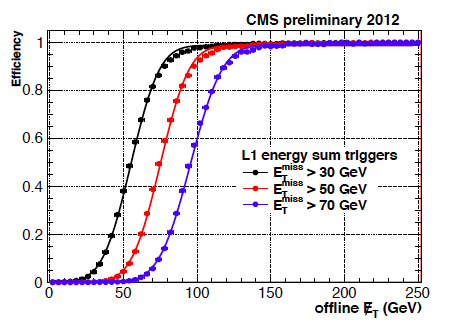 CMS preliminary 2012
Efficiency
1
0.8
0.6
0.4
0.2
0
L1 energy sum triggers
E_T^miss > 30 GeV
E_T^miss > 50 GeV
E_T^miss > 70 GeV
0 50 100 150 200 250
offline E̸_T (GeV)